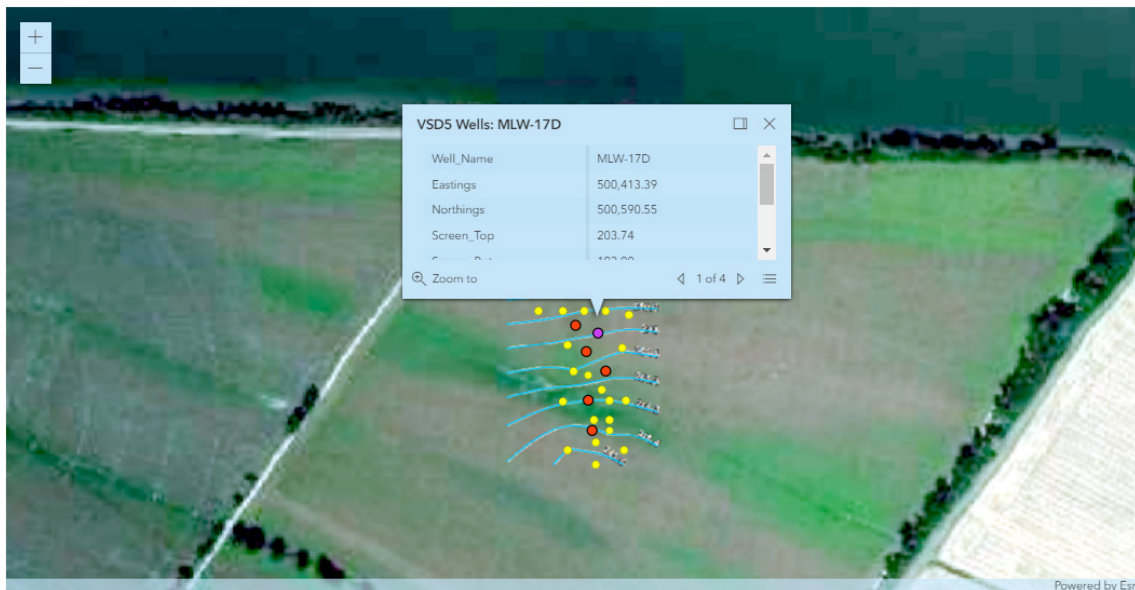 +
−
VSD5 Wells: MLW-17D
Well_Name MLW-17D
Eastings 500,413.39
Northings 500,590.55
Screen_Top 203.74
Zoom to 1 of 4
Powered by Esr